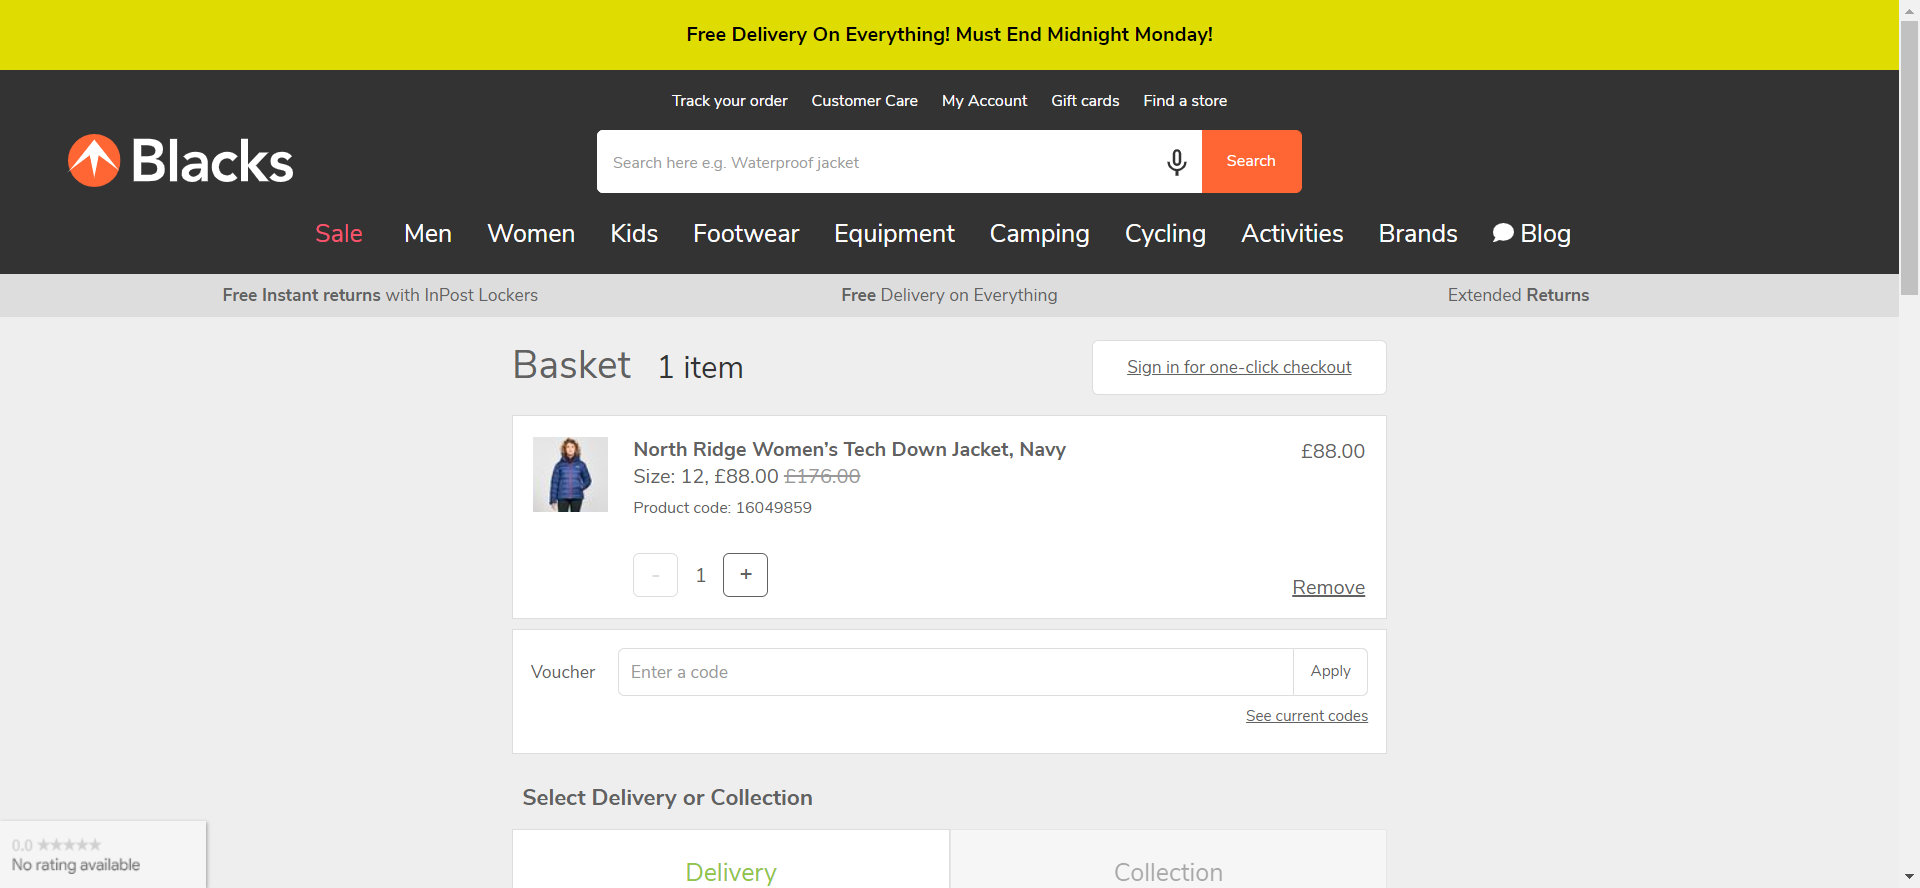 Free Delivery On Everything! Must End Midnight Monday!
Track your order Customer Care My Account Gift cards Find a store
Blacks
Search here e.g. Waterproof jacket
Search
Sale Men Women Kids Footwear Equipment Camping Cycling Activities Brands Blog
Free Instant returns with InPost Lockers
Free Delivery on Everything
Extended Returns
Basket 1 item
Sign in for one-click checkout
North Ridge Women’s Tech Down Jacket, Navy
£88.00
Size: 12, £88.00 £176.00
Product code: 16049859
- 1 +
Remove
Voucher
Enter a code
Apply
See current codes
Select Delivery or Collection
Delivery
Collection
0.0 ★★★★★
No rating available